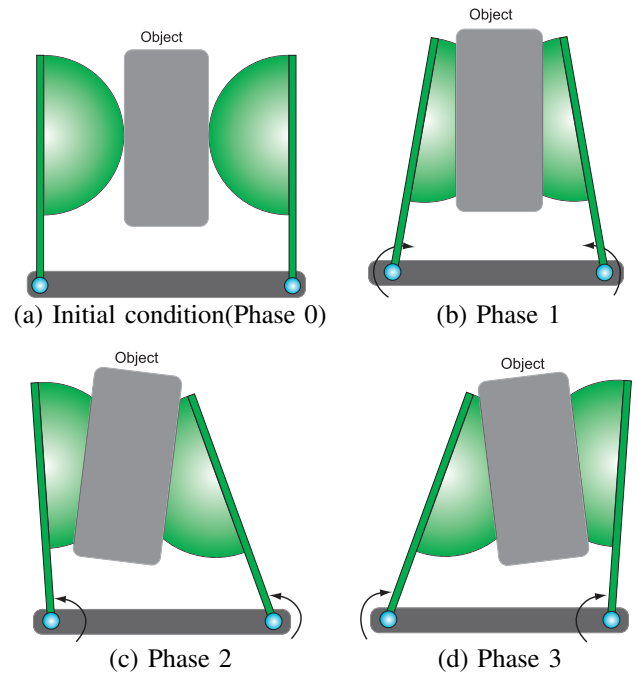 Object
Object
(a) Initial condition(Phase 0)
(b) Phase 1
Object
Object
(c) Phase 2
(d) Phase 3